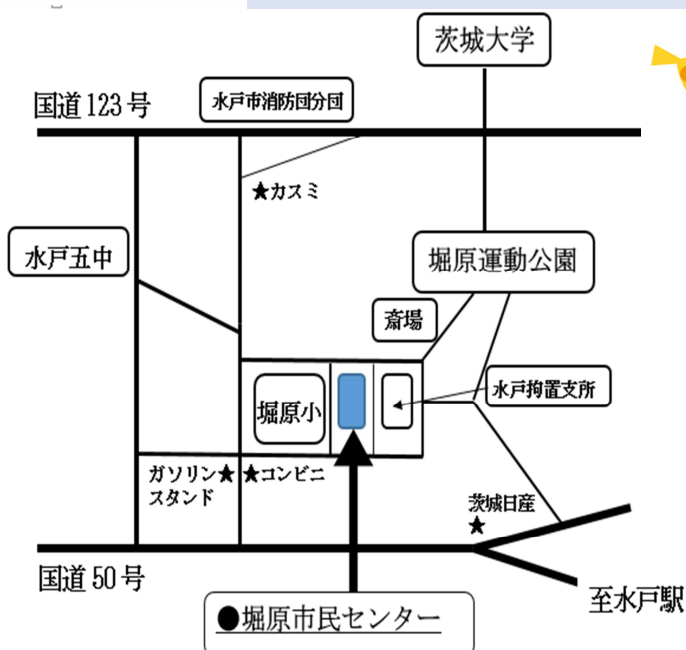 茨城大学
国道123号
水戸市消防団分団
★カスミ
水戸五中
堀原運動公園
斎場
水戸拘置支所
堀原小
ガソリン★
スタンド
★コンビニ
茨城日産
★
国道50号
至水戸駅
●堀原市民センター